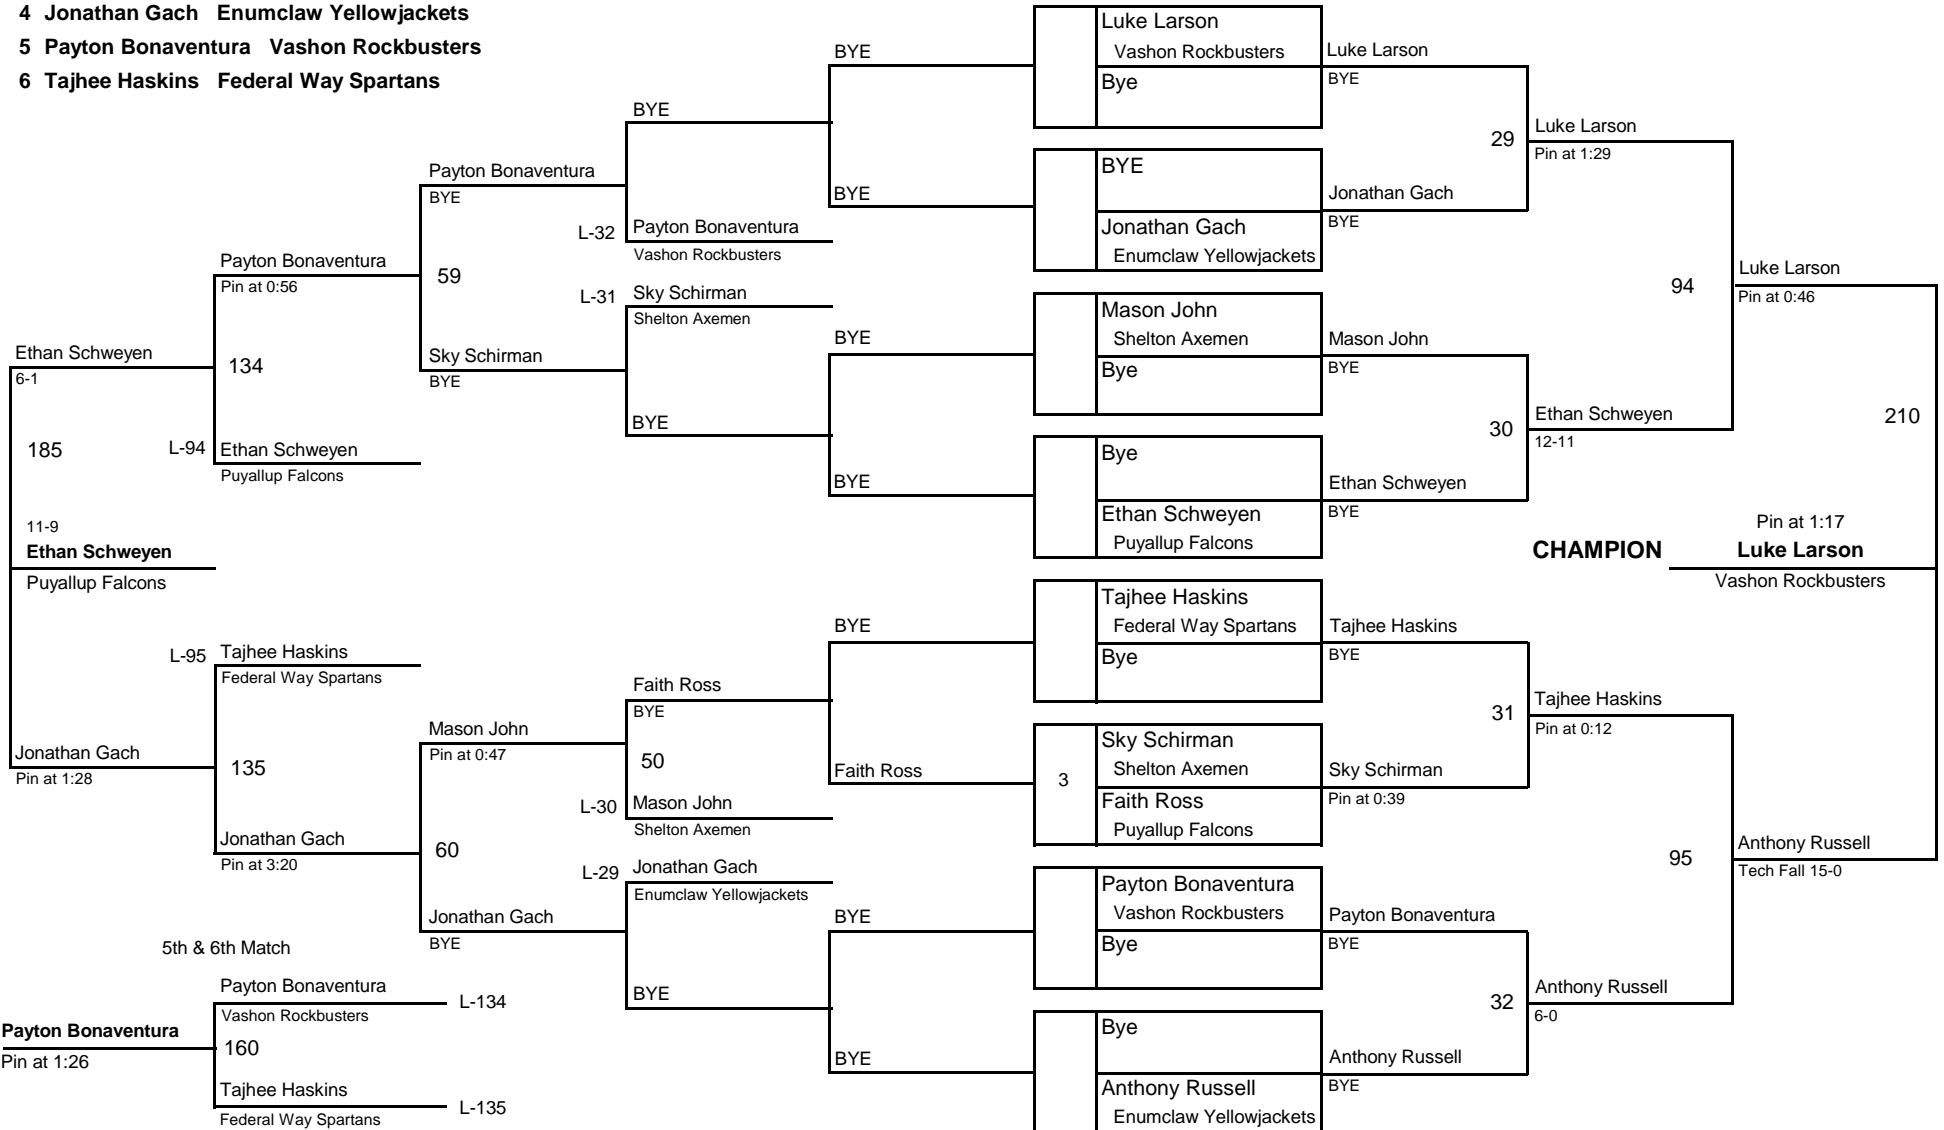 4 Jonathan Gach Enumclaw Yellowjackets
5 Payton Bonaventura Vashon Rockbusters
6 Tajhee Haskins Federal Way Spartans
Ethan Schweyen
6-1
185
11-9
Ethan Schweyen
Puyallup Falcons
Jonathan Gach
Pin at 1:28
5th & 6th Match
Payton Bonaventura
Pin at 1:26
Payton Bonaventura
L-134
Vashon Rockbusters
160
Tajhee Haskins
L-135
Federal Way Spartans
Payton Bonaventura
Pin at 0:56
134
L-94 Ethan Schweyen
Puyallup Falcons
L-95 Tajhee Haskins
Federal Way Spartans
135
Jonathan Gach
Pin at 3:20
Payton Bonaventura
BYE
59
Sky Schirman
BYE
Mason John
Pin at 0:47
60
Jonathan Gach
BYE
BYE
L-32 Payton Bonaventura
Vashon Rockbusters
L-31 Sky Schirman
Shelton Axemen
BYE
Faith Ross
BYE
50
L-30 Mason John
Shelton Axemen
L-29 Jonathan Gach
Enumclaw Yellowjackets
BYE
BYE
BYE
BYE
BYE
BYE
Faith Ross
BYE
BYE
Luke Larson
Vashon Rockbusters
Bye
BYE
Jonathan Gach
Enumclaw Yellowjackets
Mason John
Shelton Axemen
Bye
Bye
Ethan Schweyen
Puyallup Falcons
Tajhee Haskins
Federal Way Spartans
Bye
3
Sky Schirman
Shelton Axemen
Faith Ross
Puyallup Falcons
Payton Bonaventura
Vashon Rockbusters
Bye
Bye
Anthony Russell
Enumclaw Yellowjackets
Luke Larson
BYE
29
Jonathan Gach
BYE
Mason John
BYE
30
Ethan Schweyen
BYE
Tajhee Haskins
BYE
31
Sky Schirman
Pin at 0:39
Payton Bonaventura
BYE
32
Anthony Russell
BYE
Luke Larson
Pin at 1:29
94
Ethan Schweyen
12-11
Tajhee Haskins
Pin at 0:12
95
Anthony Russell
6-0
Luke Larson
Pin at 0:46
210
Pin at 1:17
CHAMPION Luke Larson
Vashon Rockbusters
Anthony Russell
Tech Fall 15-0